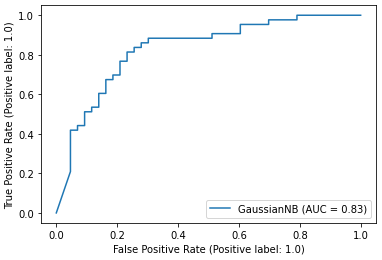 True Positive Rate (Positive label: 1.0)
1.0
0.8
0.6
0.4
0.2
0.0
GaussianNB (AUC = 0.83)
0.0 0.2 0.4 0.6 0.8 1.0
False Positive Rate (Positive label: 1.0)